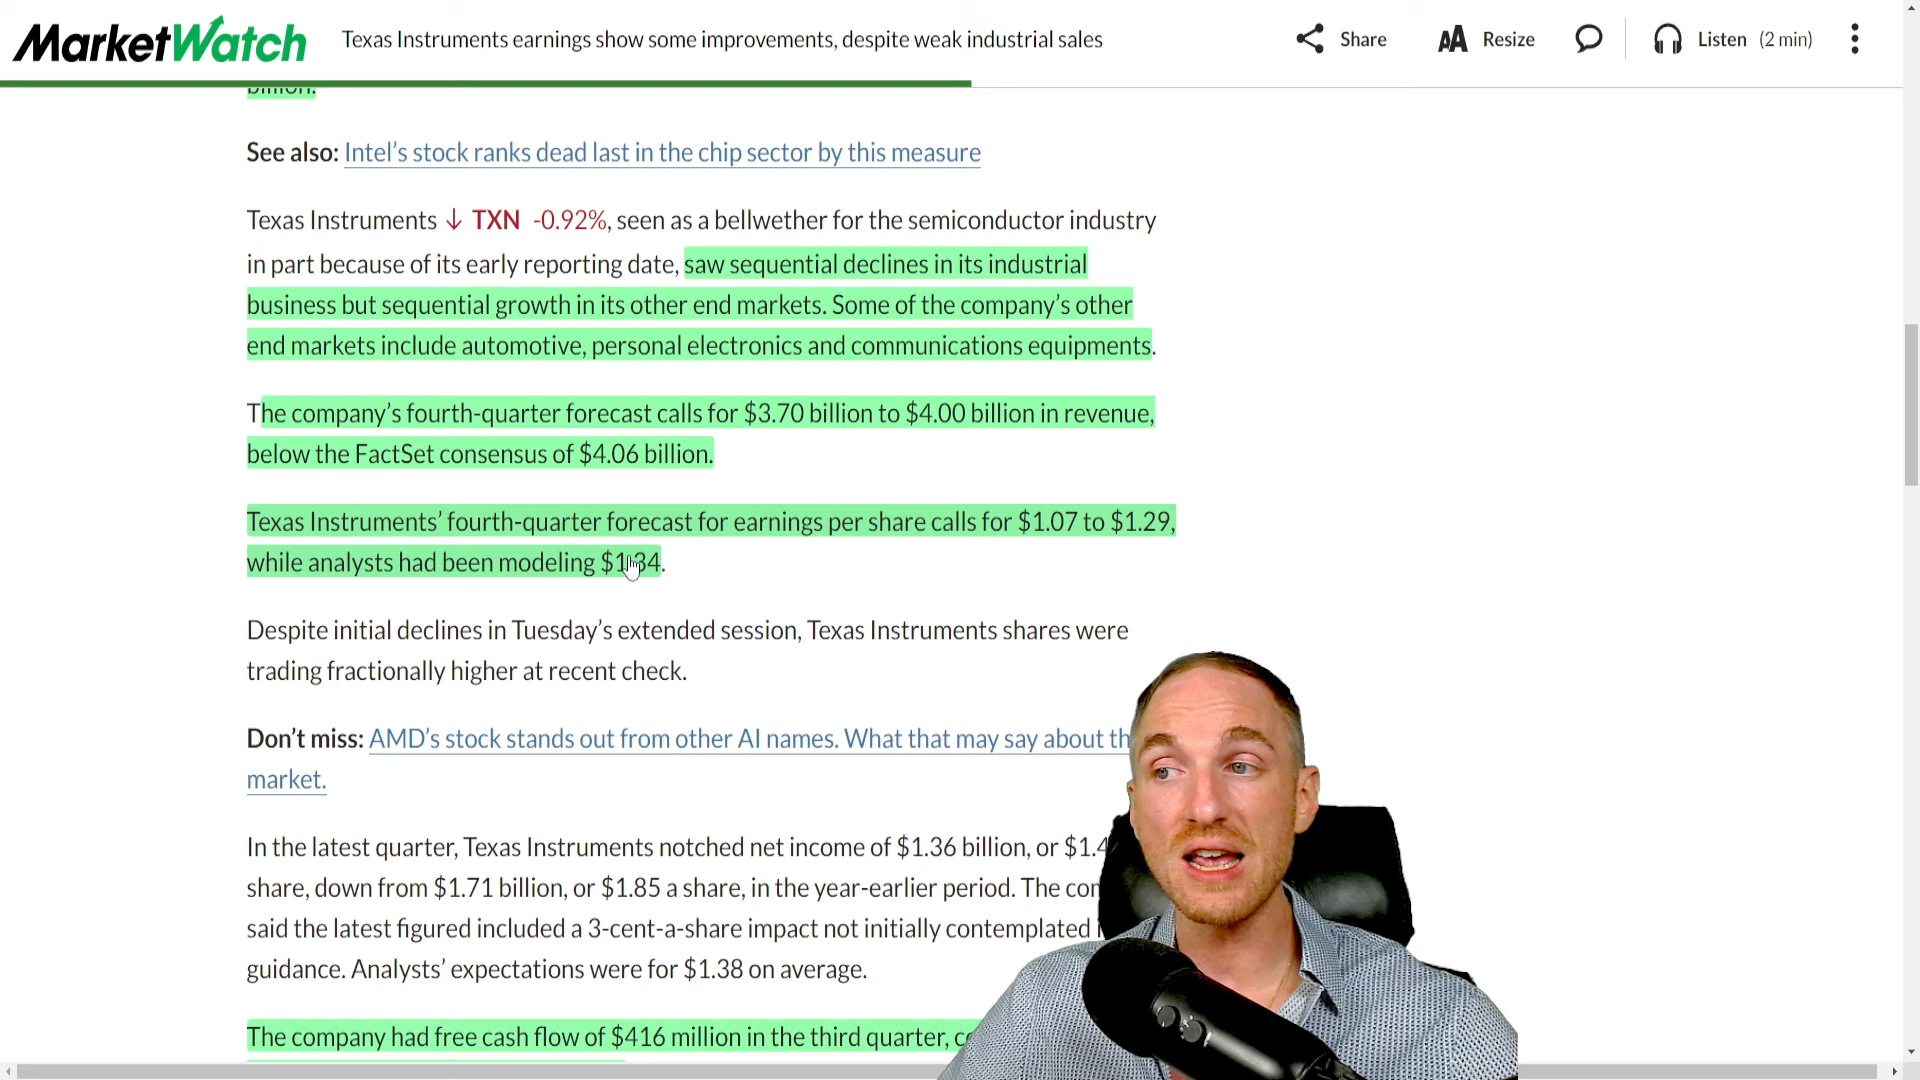 MarketWatch
Texas Instruments earnings show some improvements, despite weak industrial sales
Share
AA Resize
Listen (2 min)
billion.
See also: Intel's stock ranks dead last in the chip sector by this measure
Texas Instruments ↓ TXN -0.92%, seen as a bellwether for the semiconductor industry
in part because of its early reporting date, saw sequential declines in its industrial
business but sequential growth in its other end markets. Some of the company's other
end markets include automotive, personal electronics and communications equipments.
The company's fourth-quarter forecast calls for $3.70 billion to $4.00 billion in revenue,
below the FactSet consensus of $4.06 billion.
Texas Instruments' fourth-quarter forecast for earnings per share calls for $1.07 to $1.29,
while analysts had been modeling $1.34.
Despite initial declines in Tuesday's extended session, Texas Instruments shares were
trading fractionally higher at recent check.
Don't miss: AMD's stock stands out from other AI names. What that may say about
market.
In the latest quarter, Texas Instruments notched net income of $1.36 billion, or
share, down from $1.71 billion, or $1.85 a share, in the year-earlier period. The
said the latest figured included a 3-cent-a-share impact not initially contemplated
guidance. Analysts' expectations were for $1.38 on average.
The company had free cash flow of $416 million in the third quarter,